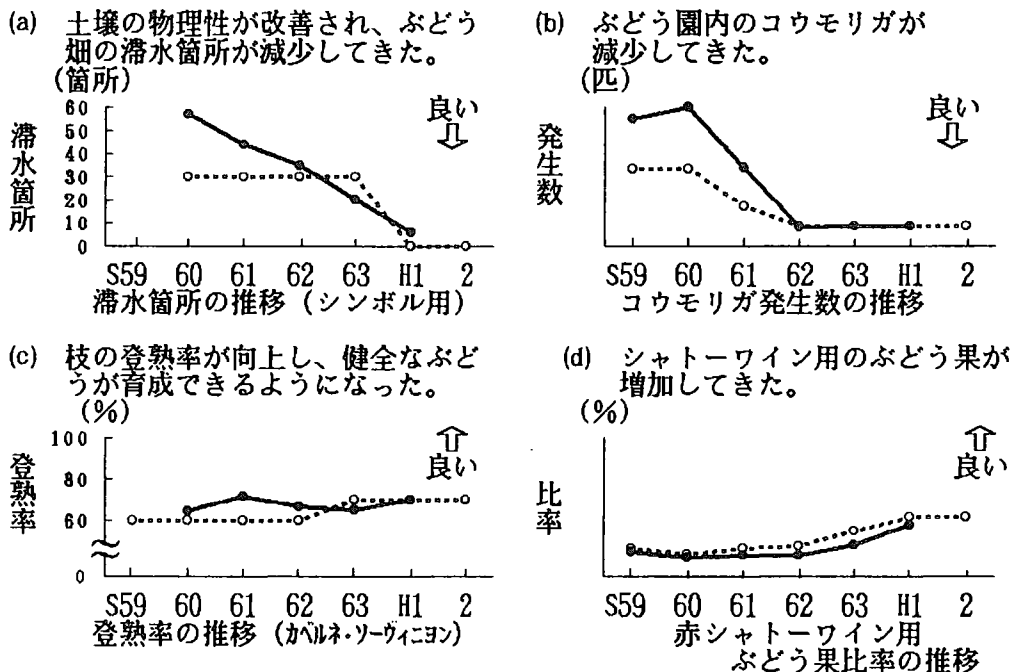 (a) 土壌の物理性が改善され、ぶどう
畑の滞水箇所が減少してきた。
(箇所)
60
50
40
30
20
10
0
滞水箇所
良い
S59 60 61 62 63 H1 2
滞水箇所の推移(シンボル用)
(b) ぶどう園内のコウモリガが
減少してきた。
(匹)
発生数
良い
S59 60 61 62 63 H1 2
コウモリガ発生数の推移
(c) 枝の登熟率が向上し、健全なぶど
うが育成できるようになった。
(%)
100
80
60
0
登熟率
良い
S59 60 61 62 63 H1 2
登熟率の推移(カベルネ・ソーヴィニヨン)
(d) シャトーワイン用のぶどう果が
増加してきた。
(%)
比率
良い
S59 60 61 62 63 H1 2
赤シャトーワイン用
ぶどう果比率の推移